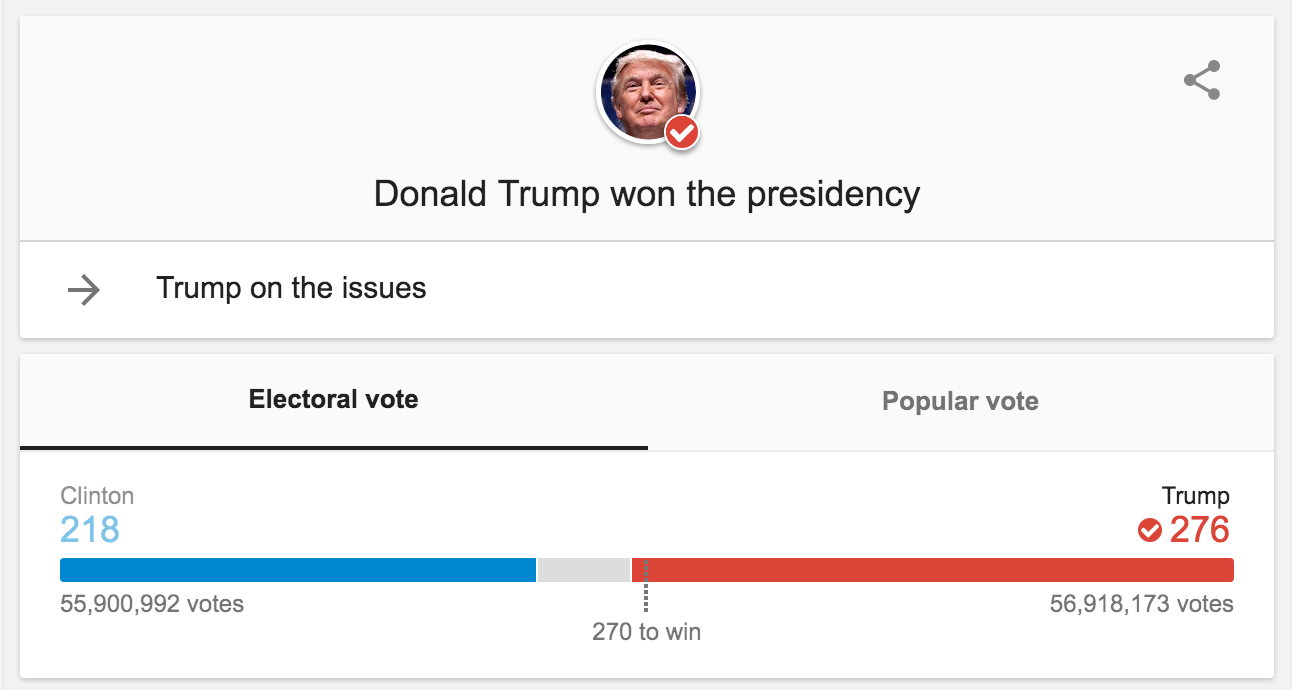 Donald Trump won the presidency
Trump on the issues
Electoral vote
Popular vote
Clinton
Trump
218
276
55,900,992 votes
56,918,173 votes
270 to win